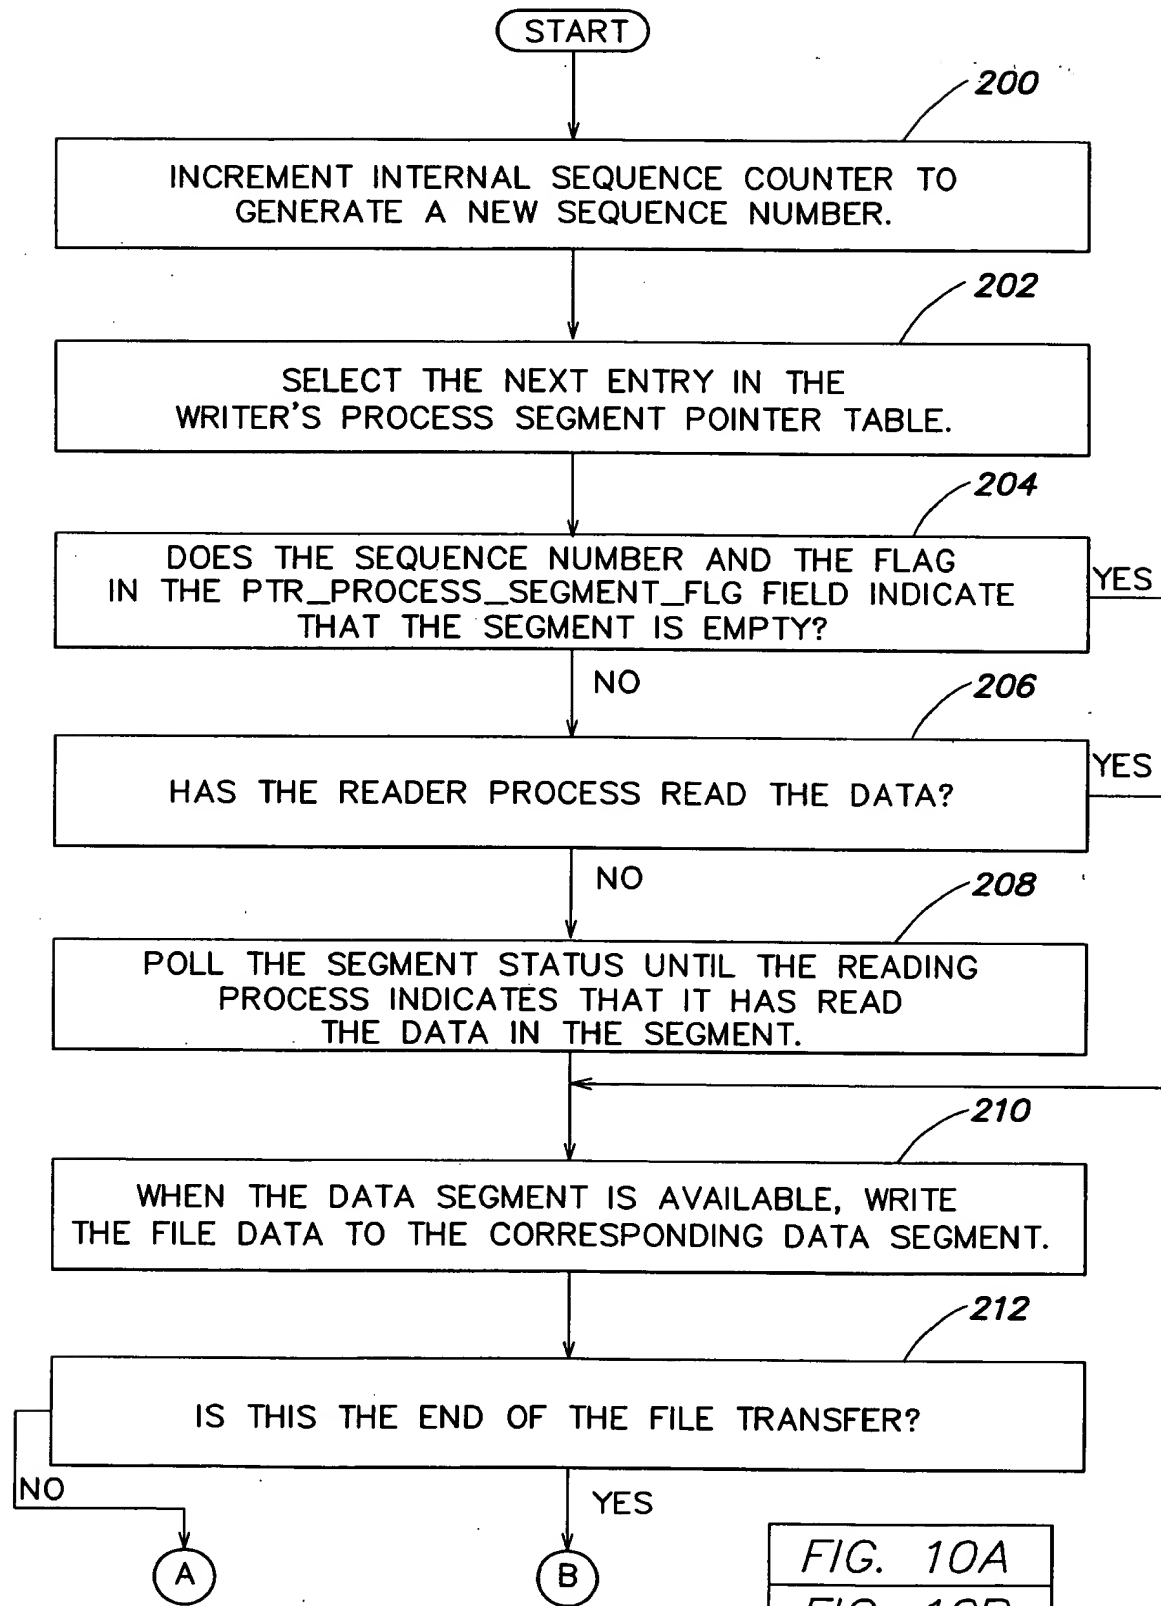 START
200
INCREMENT INTERNAL SEQUENCE COUNTER TO
GENERATE A NEW SEQUENCE NUMBER.
202
SELECT THE NEXT ENTRY IN THE
WRITER'S PROCESS SEGMENT POINTER TABLE.
204
DOES THE SEQUENCE NUMBER AND THE FLAG
IN THE PTR_PROCESS_SEGMENT_FLG FIELD INDICATE
THAT THE SEGMENT IS EMPTY?
YES
NO
206
HAS THE READER PROCESS READ THE DATA?
YES
NO
208
POLL THE SEGMENT STATUS UNTIL THE READING
PROCESS INDICATES THAT IT HAS READ
THE DATA IN THE SEGMENT.
210
WHEN THE DATA SEGMENT IS AVAILABLE, WRITE
THE FILE DATA TO THE CORRESPONDING DATA SEGMENT.
212
IS THIS THE END OF THE FILE TRANSFER?
NO
YES
A
B
FIG. 10A
FIG. 10B